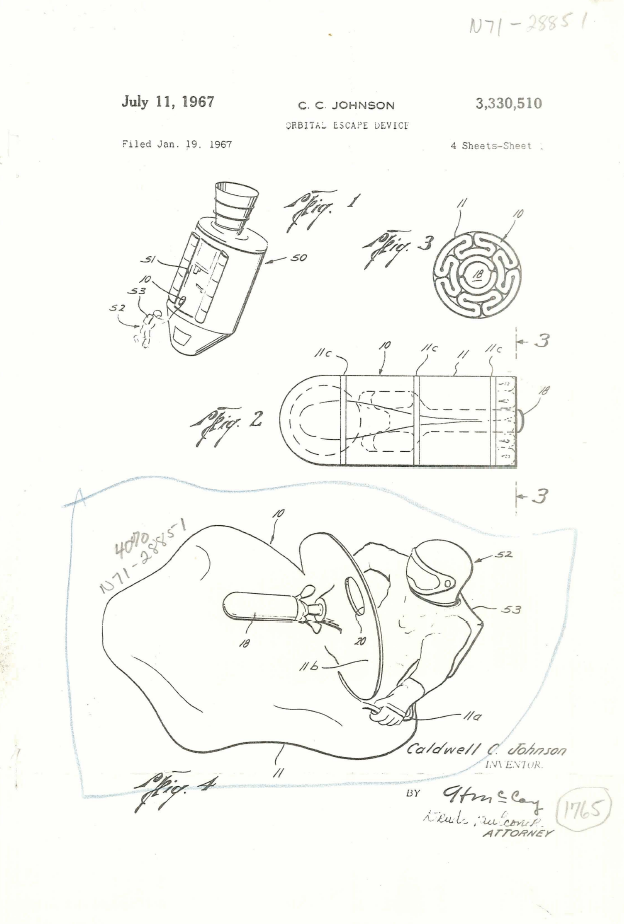 N71-28851
July 11, 1967
C. C. JOHNSON
3,330,510
ORBITAL ESCAPE DEVICE
Filed Jan. 19. 1967
4 Sheets-Sheet
Fig. 1
50
51
10
53
52
Fig. 3
11
10
18
3
11c
10
11c
11
11c
18
Fig. 2
3
4070
N71-28851
10
52
53
18
20
11b
11a
11
Fig. 4
Caldwell C. Johnson
INVENTOR.
BY
ATTORNEY
1765